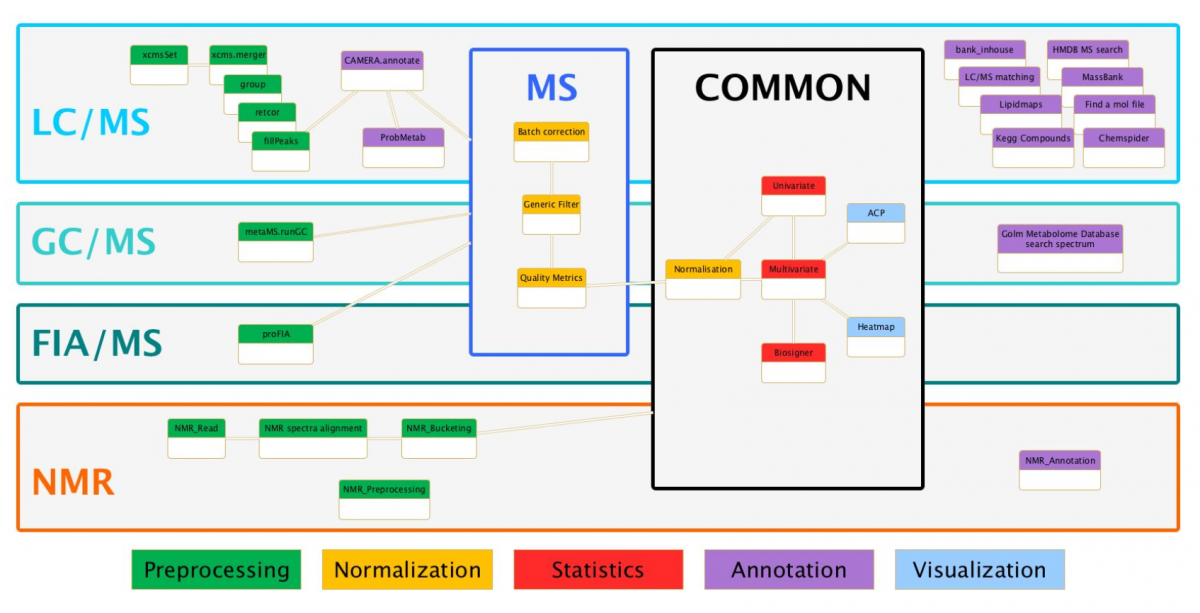 LC/MS
xcmsSet
xcms.merger
group
retcor
fillPeaks
CAMERA.annotate
ProbMetab
MS
Batch correction
Generic Filter
Quality Metrics
COMMON
Univariate
ACP
Normalisation
Multivariate
Heatmap
Biosigner
bank_inhouse
HMDB MS search
LC/MS matching
MassBank
Lipidmaps
Find a mol file
Kegg Compounds
Chemspider
GC/MS
metaMS.runGC
Golm Metabolome Database
search spectrum
FIA/MS
proFIA
NMR
NMR_Read
NMR spectra alignment
NMR_Bucketing
NMR_Preprocessing
NMR_Annotation
Preprocessing
Normalization
Statistics
Annotation
Visualization